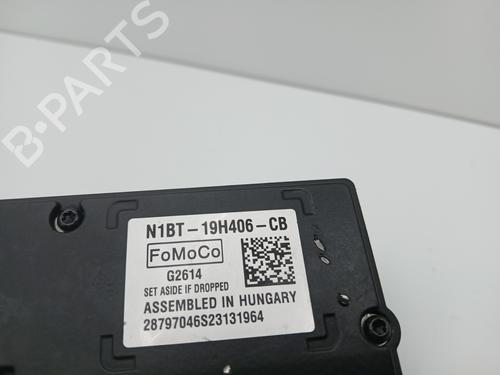 B-PARTS
N1BT-19H406-CB
FoMoCo
G2614
SET ASIDE IF DROPPED
ASSEMBLED IN HUNGARY
28797046S23131964